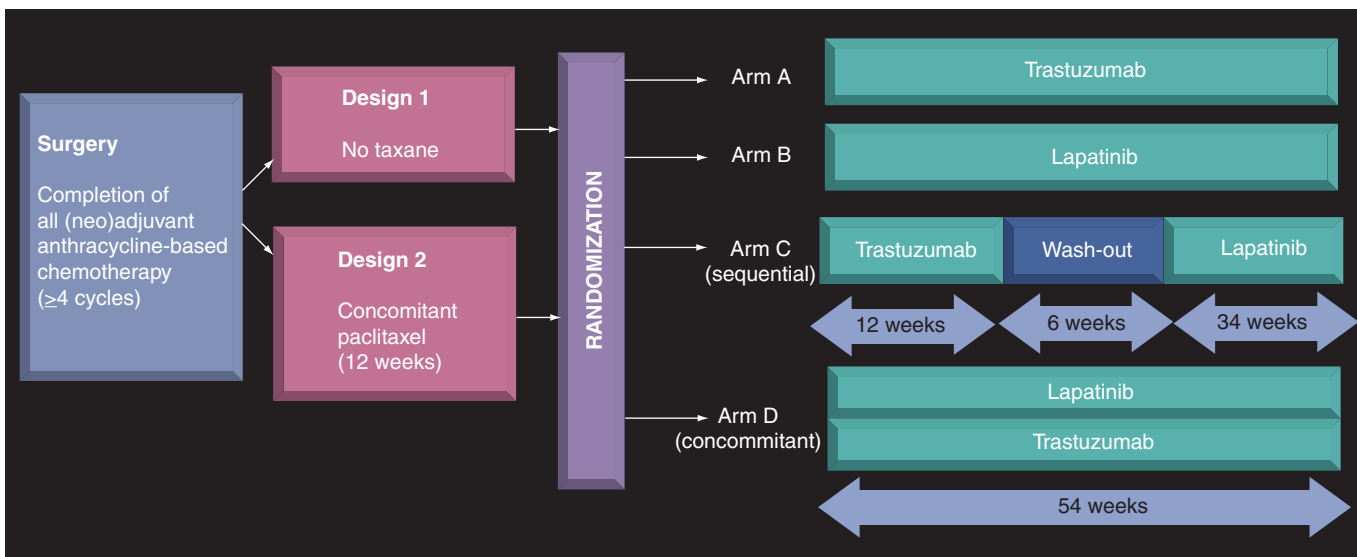 Surgery
Completion of
all (neo)adjuvant
anthracycline-based
chemotherapy
(≥4 cycles)
Design 1
No taxane
Design 2
Concomitant
paclitaxel
(12 weeks)
RANDOMIZATION
Arm A
Trastuzumab
Arm B
Lapatinib
Arm C
(sequential)
Trastuzumab
Wash-out
Lapatinib
12 weeks
6 weeks
34 weeks
Arm D
(concommitant)
Lapatinib
Trastuzumab
54 weeks